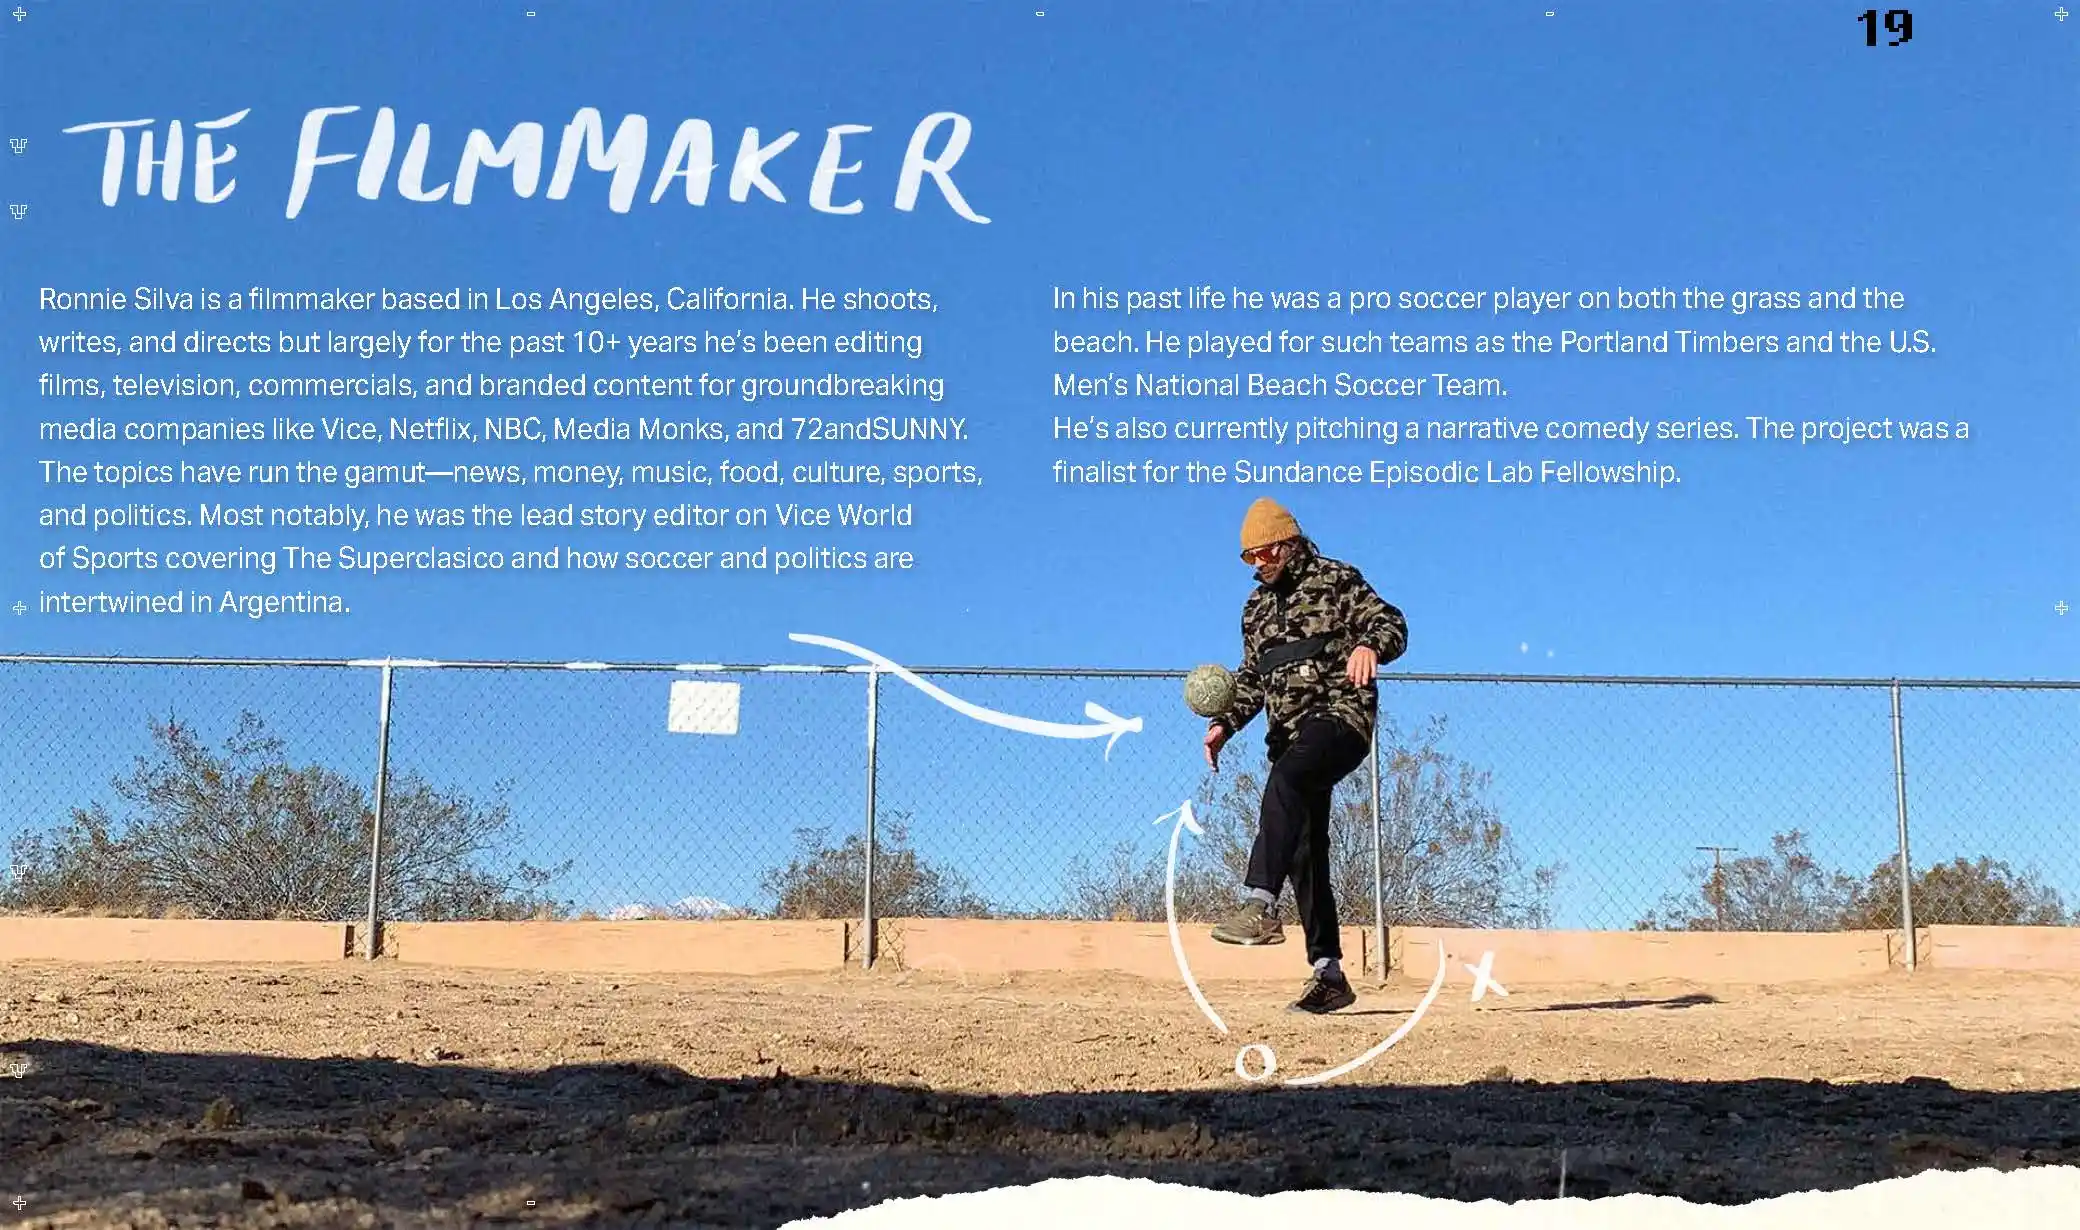 19
THE FILMMAKER
Ronnie Silva is a filmmaker based in Los Angeles, California. He shoots,
writes, and directs but largely for the past 10+ years he's been editing
films, television, commercials, and branded content for groundbreaking
media companies like Vice, Netflix, NBC, Media Monks, and 72andSUNNY.
The topics have run the gamut—news, money, music, food, culture, sports,
and politics. Most notably, he was the lead story editor on Vice World
of Sports covering The Superclasico and how soccer and politics are
intertwined in Argentina.
In his past life he was a pro soccer player on both the grass and the
beach. He played for such teams as the Portland Timbers and the U.S.
Men's National Beach Soccer Team.
He's also currently pitching a narrative comedy series. The project was a
finalist for the Sundance Episodic Lab Fellowship.
X
O